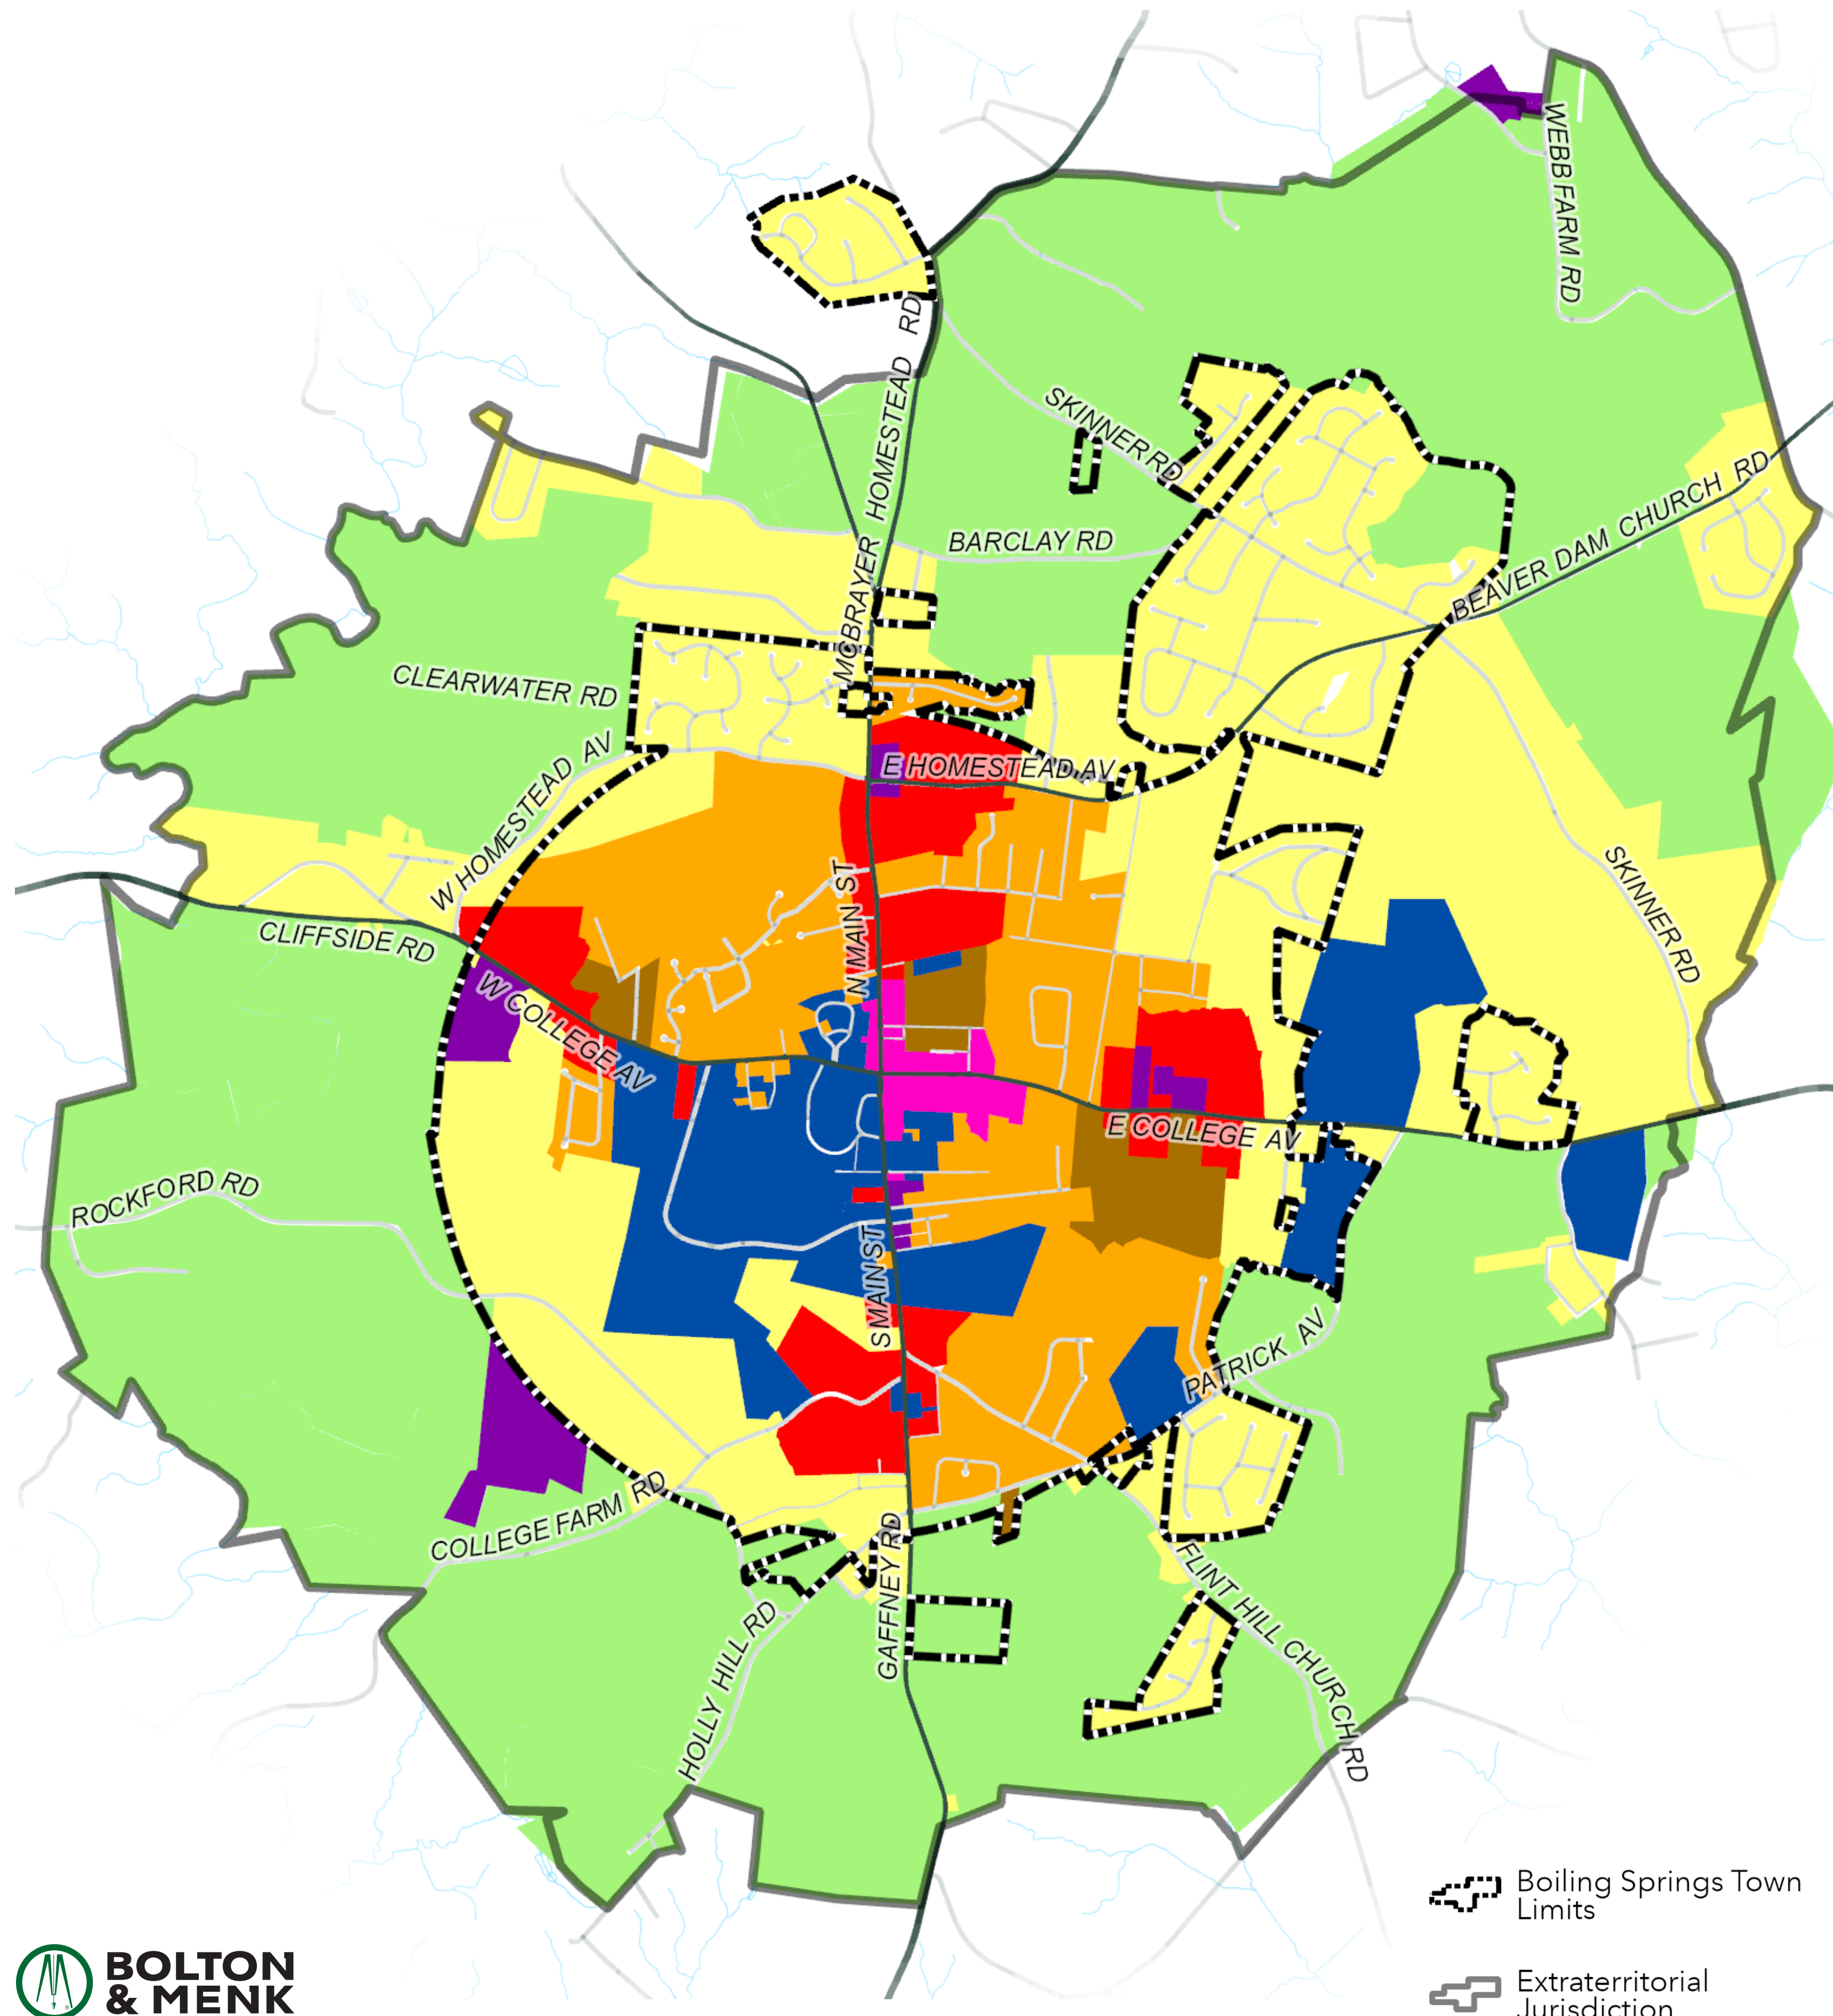 WEBB FARM RD
MCBRAYER HOMESTEAD RD
SKINNER RD
BARCLAY RD
BEAVER DAM CHURCH RD
CLEARWATER RD
W HOMESTEAD AV
E HOMESTEAD AV
CLIFFSIDE RD
N MAIN ST
SKINNER RD
W COLLEGE AV
E COLLEGE AV
ROCKFORD RD
S MAIN ST
PATRICK AV
COLLEGE FARM RD
GAFFNEY RD
HOLLY HILL RD
FLINT HILL CHURCH RD
Boiling Springs Town
Limits
Extraterritorial
Jurisdiction
BOLTON
& MENK